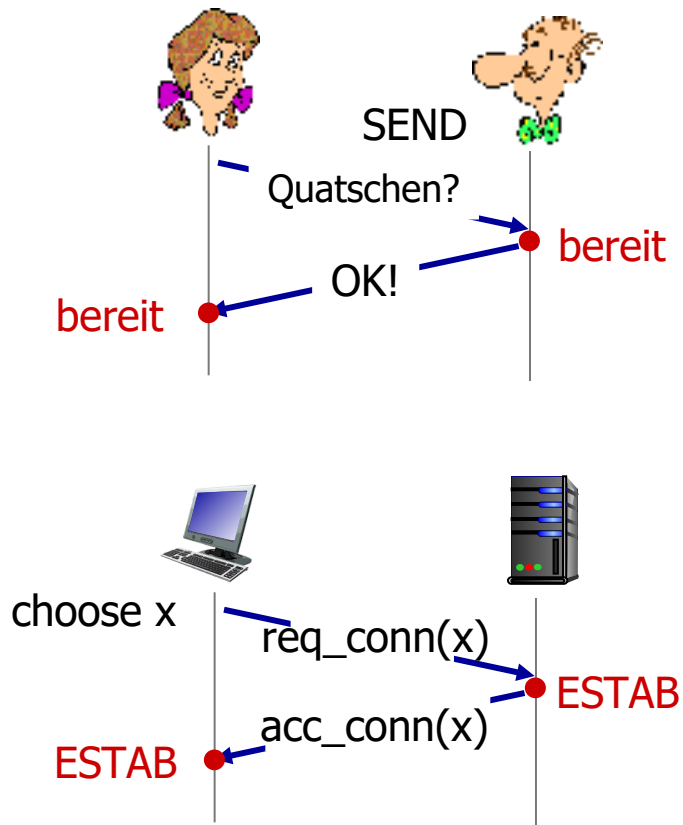 SEND
Quatschen?
bereit
OK!
bereit
choose x
req_conn(x)
ESTAB
acc_conn(x)
ESTAB